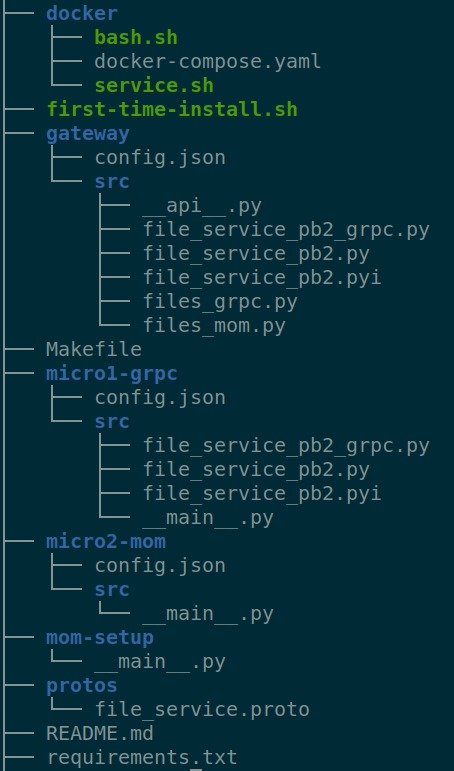 ├── docker
│   ├── bash.sh
│   ├── docker-compose.yaml
│   └── service.sh
├── first-time-install.sh
├── gateway
│   ├── config.json
│   └── src
│       ├── __api__.py
│       ├── file_service_pb2_grpc.py
│       ├── file_service_pb2.py
│       ├── file_service_pb2.pyi
│       ├── files_grpc.py
│       └── files_mom.py
├── Makefile
├── micro1-grpc
│   ├── config.json
│   └── src
│       ├── file_service_pb2_grpc.py
│       ├── file_service_pb2.py
│       ├── file_service_pb2.pyi
│       └── __main__.py
├── micro2-mom
│   ├── config.json
│   └── src
│       └── __main__.py
├── mom-setup
│   └── __main__.py
├── protos
│   └── file_service.proto
├── README.md
├── requirements.txt